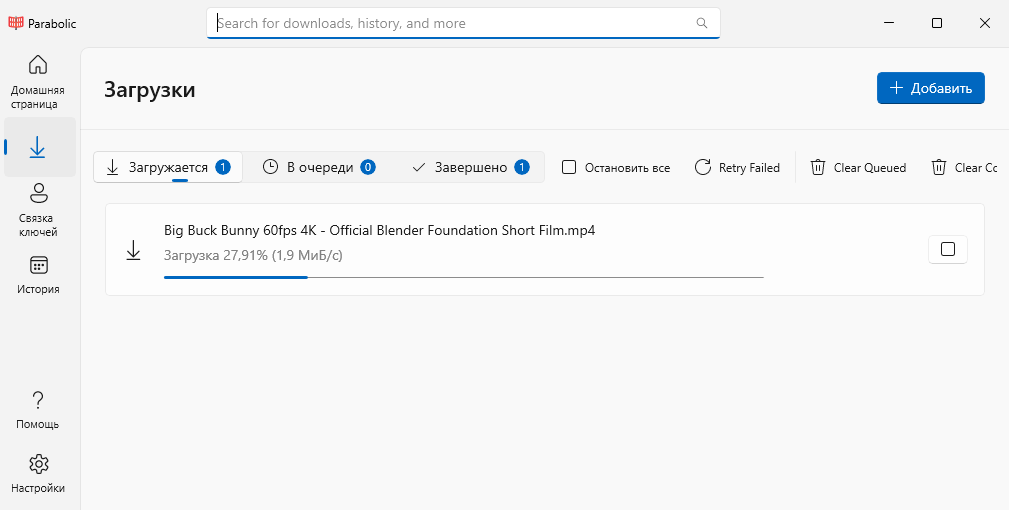 Parabolic
Search for downloads, history, and more
Домашняя
страница
Связка
ключей
История
Помощь
Настройки
Загрузки
Добавить
Загружается 1
В очереди 0
Завершено 1
Остановить все
Retry Failed
Clear Queued
Clear Co
Big Buck Bunny 60fps 4K - Official Blender Foundation Short Film.mp4
Загрузка 27,91% (1,9 МиБ/с)